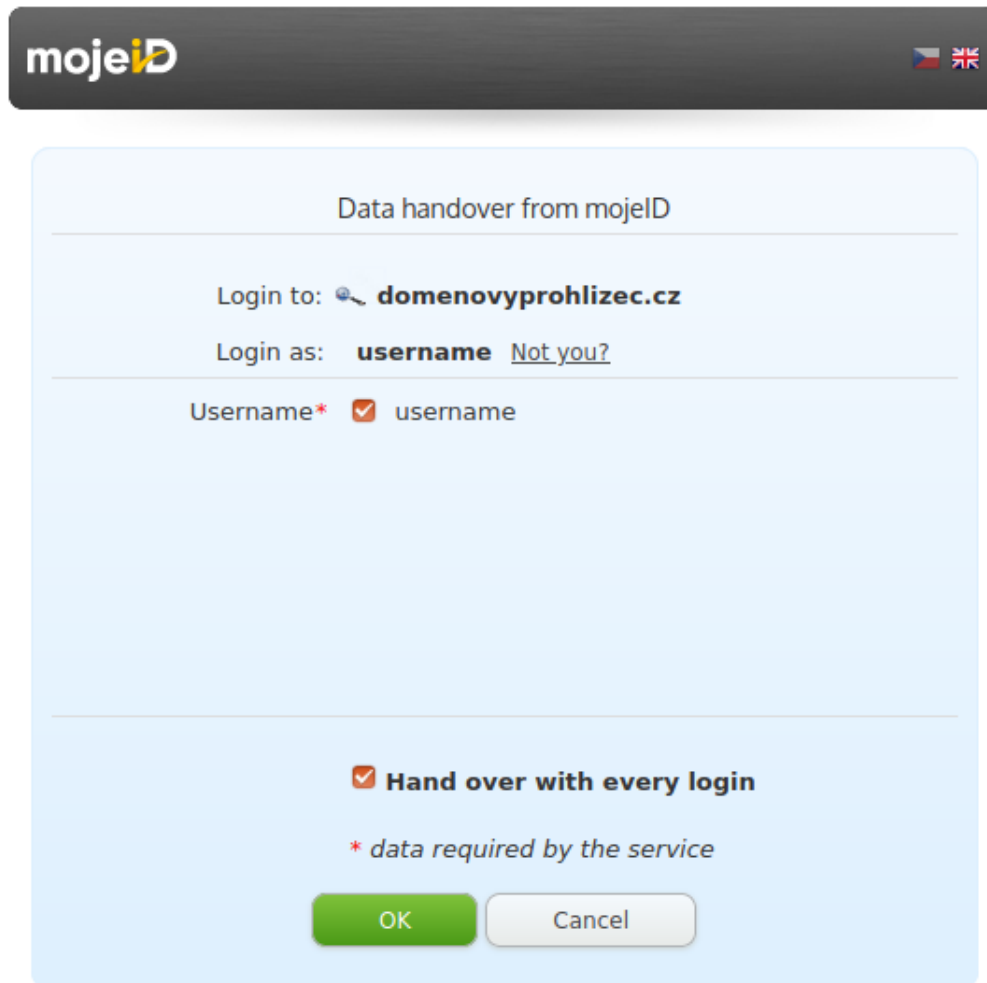 mojeiD
Data handover from mojeID
Login to: domenovyprohlizec.cz
Login as: username Not you?
Username* username
Hand over with every login
* data required by the service
OK Cancel